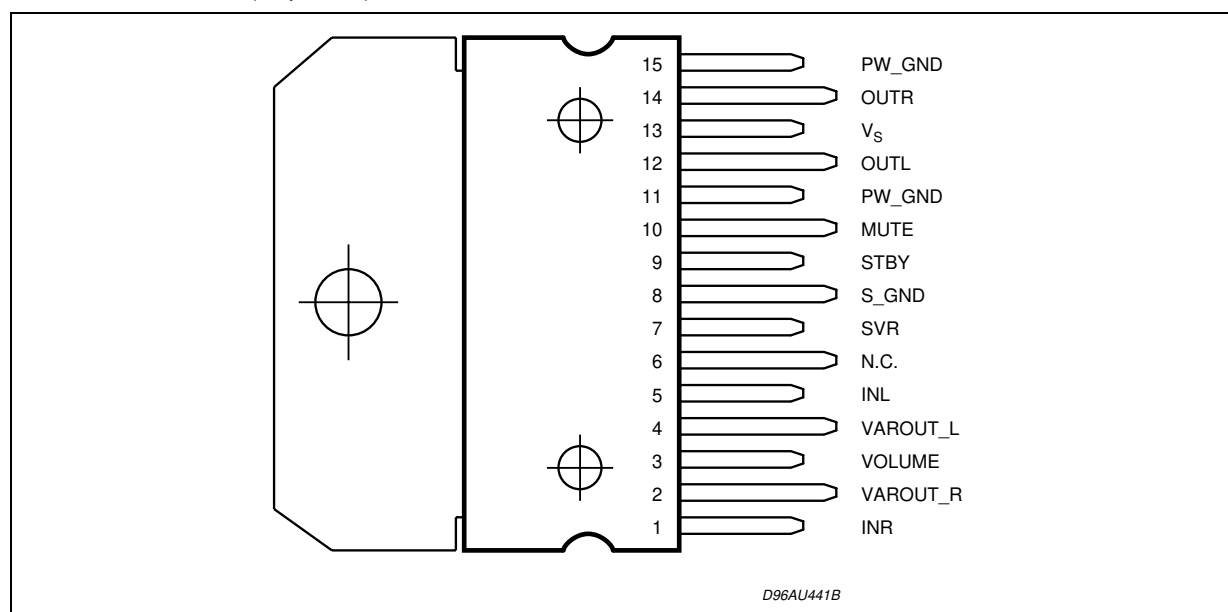 15 PW_GND
14 OUTR
13 VS
12 OUTL
11 PW_GND
10 MUTE
9 STBY
8 S_GND
7 SVR
6 N.C.
5 INL
4 VAROUT_L
3 VOLUME
2 VAROUT_R
1 INR
D96AU441B